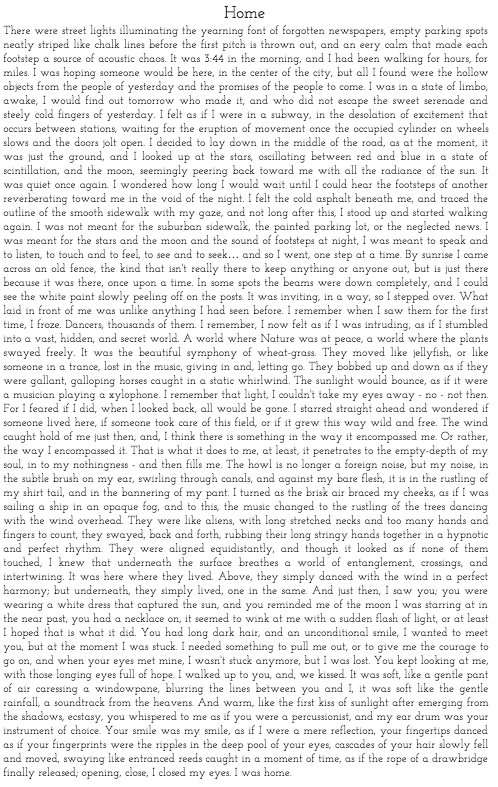 Home
There were street lights illuminating the yearning font of forgotten newspapers, empty parking spots
neatly striped like chalk lines before the first pitch is thrown out, and an eery calm that made each
footstep a source of acoustic chaos. It was 3:44 in the morning, and I had been walking for hours, for
miles. I was hoping someone would be here, in the center of the city, but all I found were the hollow
objects from the people of yesterday and the promises of the people to come. I was in a state of limbo,
awake, I would find out tomorrow who made it, and who did not escape the sweet serenade and
steely cold fingers of yesterday. I felt as if I were in a subway, in the desolation of excitement that
occurs between stations, waiting for the eruption of movement once the occupied cylinder on wheels
slows and the doors jolt open. I decided to lay down in the middle of the road, as at the moment, it
was just the ground, and I looked up at the stars, oscillating between red and blue in a state of
scintillation, and the moon, seemingly peering back toward me with all the radiance of the sun. It
was quiet once again. I wondered how long I would wait until I could hear the footsteps of another
reverberating toward me in the void of the night. I felt the cold asphalt beneath me, and traced the
outline of the smooth sidewalk with my gaze, and not long after this, I stood up and started walking
again. I was not meant for the suburban sidewalk, the painted parking lot, or the neglected news. I
was meant for the stars and the moon and the sound of footsteps at night, I was meant to speak and
to listen, to touch and to feel, to see and to seek... and so I went, one step at a time. By sunrise I came
across an old fence, the kind that isn't really there to keep anything or anyone out, but is just there
because it was there, once upon a time. In some spots the beams were down completely, and I could
see the white paint slowly peeling off on the posts. It was inviting, in a way, so I stepped over. What
laid in front of me was unlike anything I had seen before. I remember when I saw them for the first
time, I froze. Dancers, thousands of them. I remember, I now felt as if I was intruding, as if I stumbled
into a vast, hidden, and secret world. A world where Nature was at peace, a world where the plants
swayed freely. It was the beautiful symphony of wheat-grass. They moved like jellyfish, or like
someone in a trance, lost in the music, giving in and, letting go. They bobbed up and down as if they
were gallant, galloping horses caught in a static whirlwind. The sunlight would bounce, as if it were
a musician playing a xylophone. I remember that light, I couldn't take my eyes away - no - not then.
For I feared if I did, when I looked back, all would be gone. I starred straight ahead and wondered if
someone lived here, if someone took care of this field, or if it grew this way wild and free. The wind
caught hold of me just then, and, I think there is something in the way it encompassed me. Or rather,
the way I encompassed it. That is what it does to me, at least, it penetrates to the empty-depth of my
soul, in to my nothingness - and then fills me. The howl is no longer a foreign noise, but my noise, in
the subtle brush on my ear, swirling through canals, and against my bare flesh, it is in the rustling of
my shirt tail, and in the bannering of my pant. I turned as the brisk air braced my cheeks, as if I was
sailing a ship in an opaque fog, and to this, the music changed to the rustling of the trees dancing
with the wind overhead. They were like aliens, with long stretched necks and too many hands and
fingers to count, they swayed, back and forth, rubbing their long stringy hands together in a hypnotic
and perfect rhythm. They were aligned equidistantly, and though it looked as if none of them
touched, I knew that underneath the surface breathes a world of entanglement, crossings, and
intertwining. It was here where they lived. Above, they simply danced with the wind in a perfect
harmony; but underneath, they simply lived, one in the same. And just then, I saw you; you were
wearing a white dress that captured the sun, and you reminded me of the moon I was starring at in
the near past, you had a necklace on, it seemed to wink at me with a sudden flash of light, or at least
I hoped that is what it did. You had long dark hair, and an unconditional smile, I wanted to meet
you, but at the moment I was stuck. I needed something to pull me out, or to give me the courage to
go on, and when your eyes met mine, I wasn't stuck anymore, but I was lost. You kept looking at me,
with those longing eyes full of hope. I walked up to you, and, we kissed. It was soft, like a gentle pant
of air caressing a windowpane, blurring the lines between you and I, it was soft like the gentle
rainfall, a soundtrack from the heavens. And warm, like the first kiss of sunlight after emerging from
the shadows, ecstasy, you whispered to me as if you were a percussionist, and my ear drum was your
instrument of choice. Your smile was my smile, as if I were a mere reflection, your fingertips danced
as if your fingerprints were the ripples in the deep pool of your eyes, cascades of your hair slowly fell
and moved, swaying like entranced reeds caught in a moment of time, as if the rope of a drawbridge
finally released; opening, close, I closed my eyes. I was home.